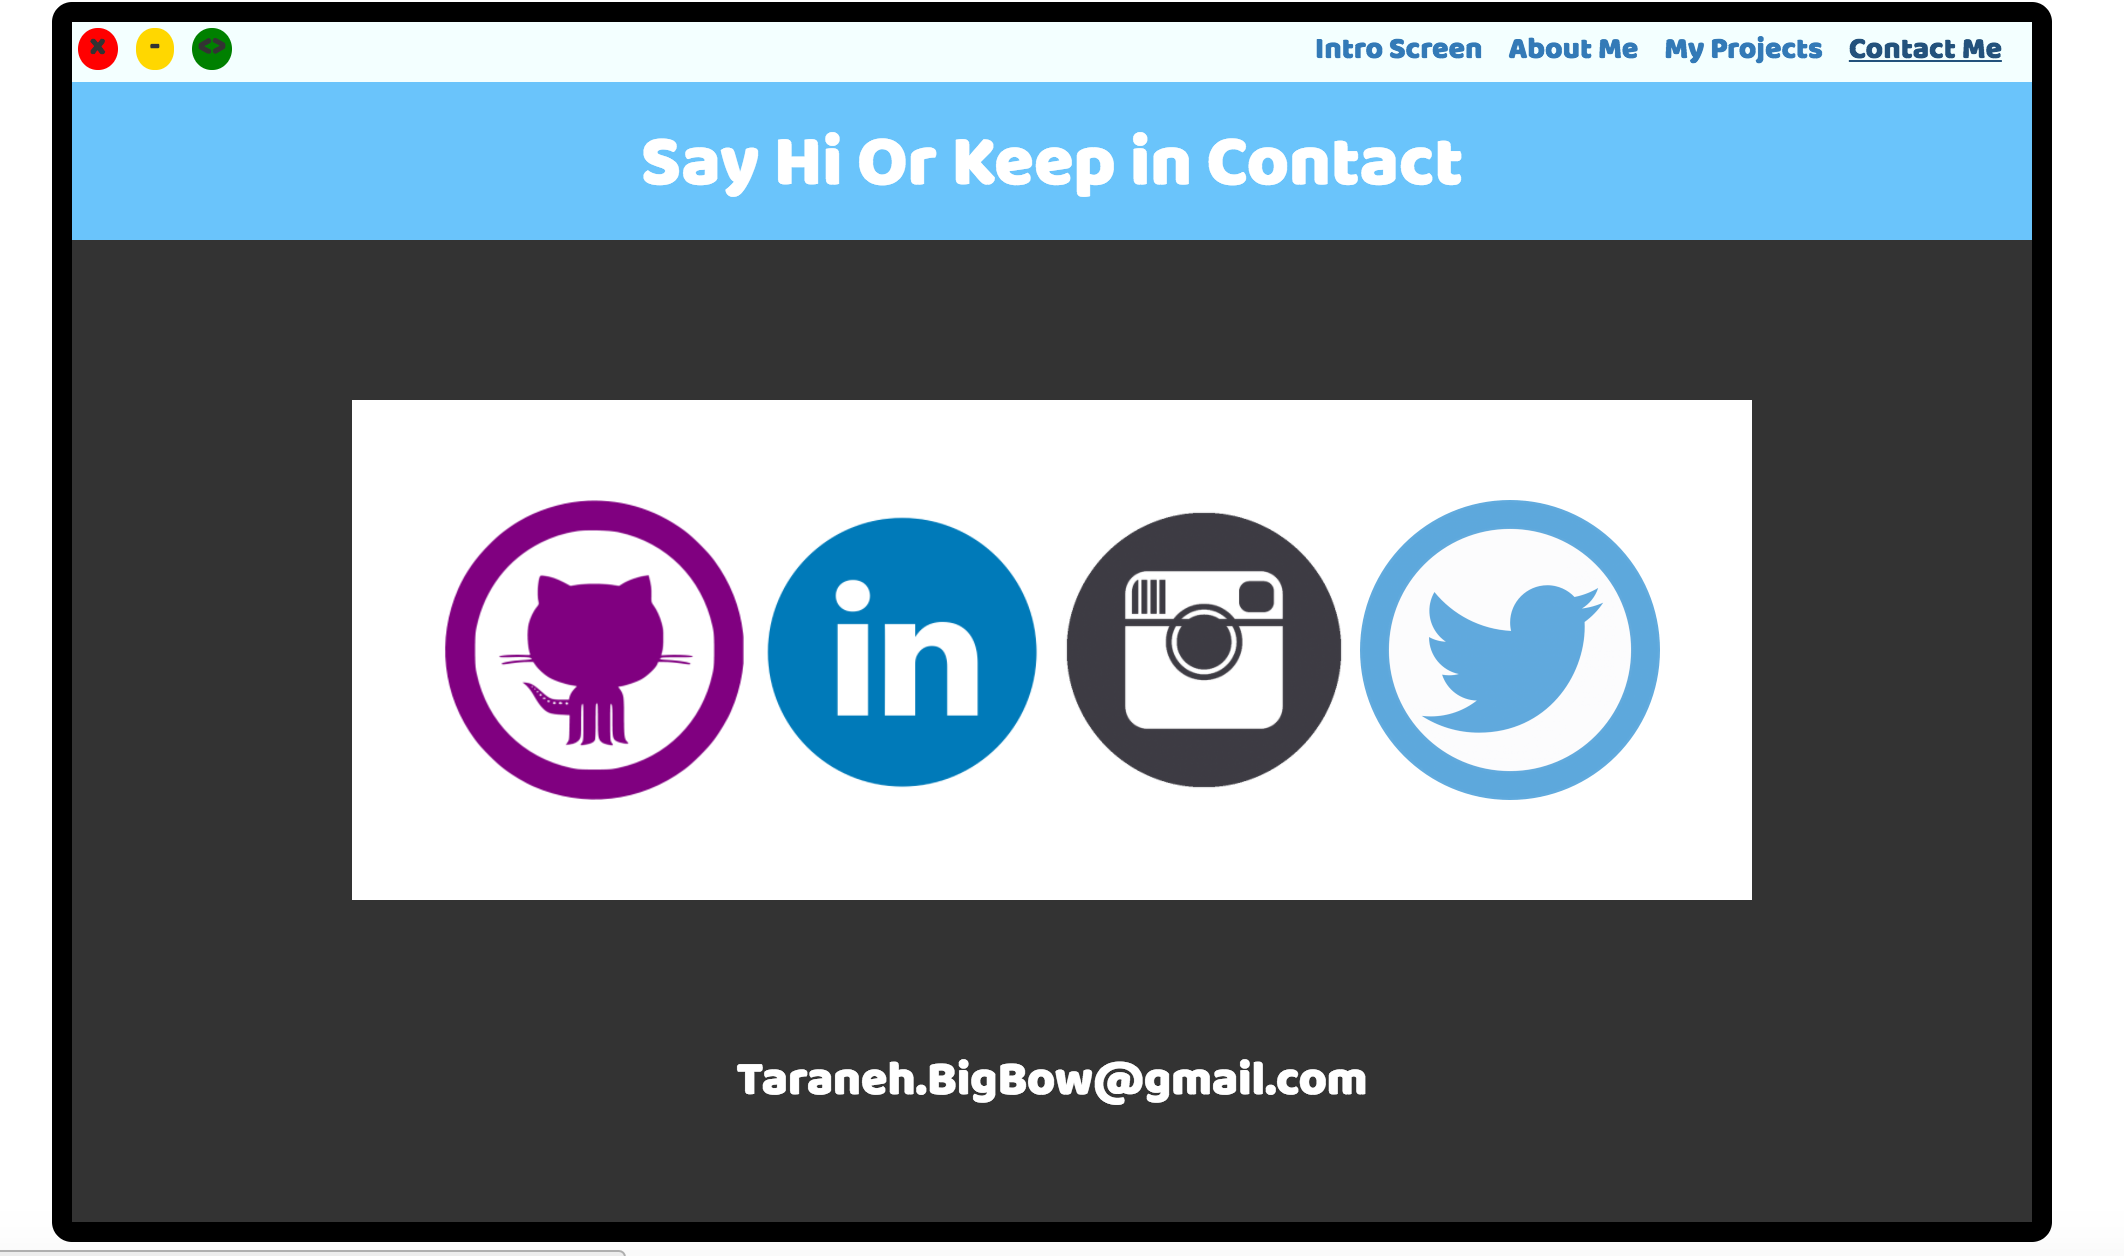 x - <>
Intro Screen About Me My Projects Contact Me
Say Hi Or Keep in Contact
in
Taraneh.BigBow@gmail.com